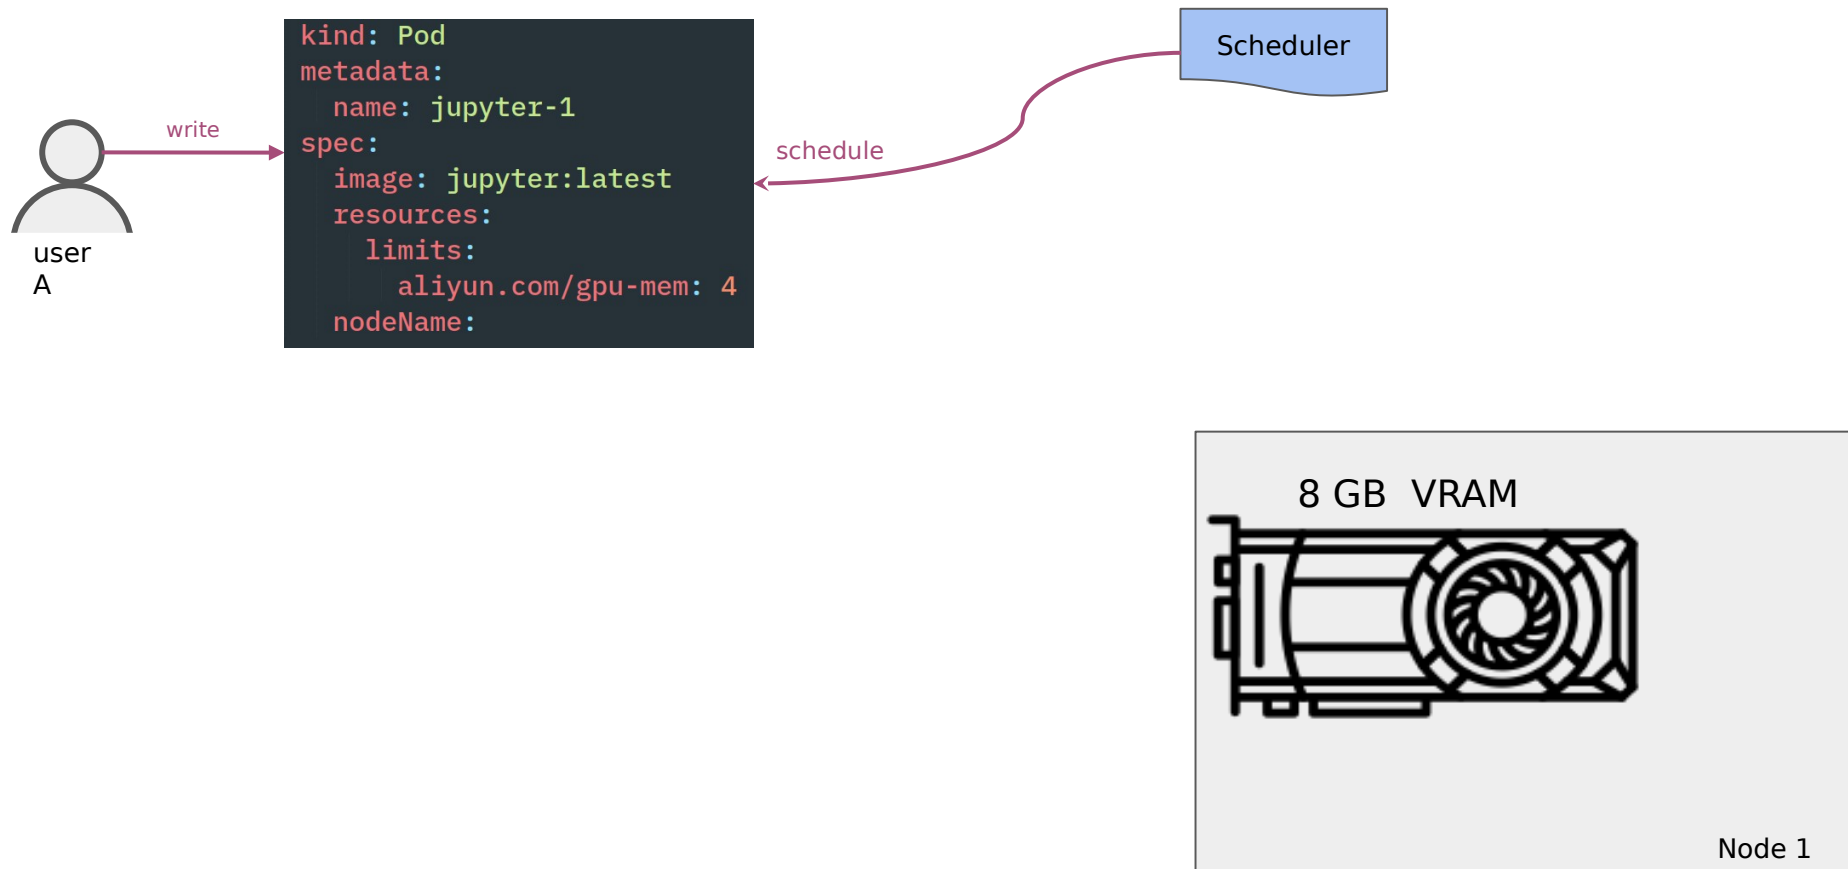 write
user
A
kind: Pod
metadata:
  name: jupyter-1
spec:
  image: jupyter:latest
  resources:
    limits:
      aliyun.com/gpu-mem: 4
  nodeName:
schedule
Scheduler
8 GB  VRAM
Node 1